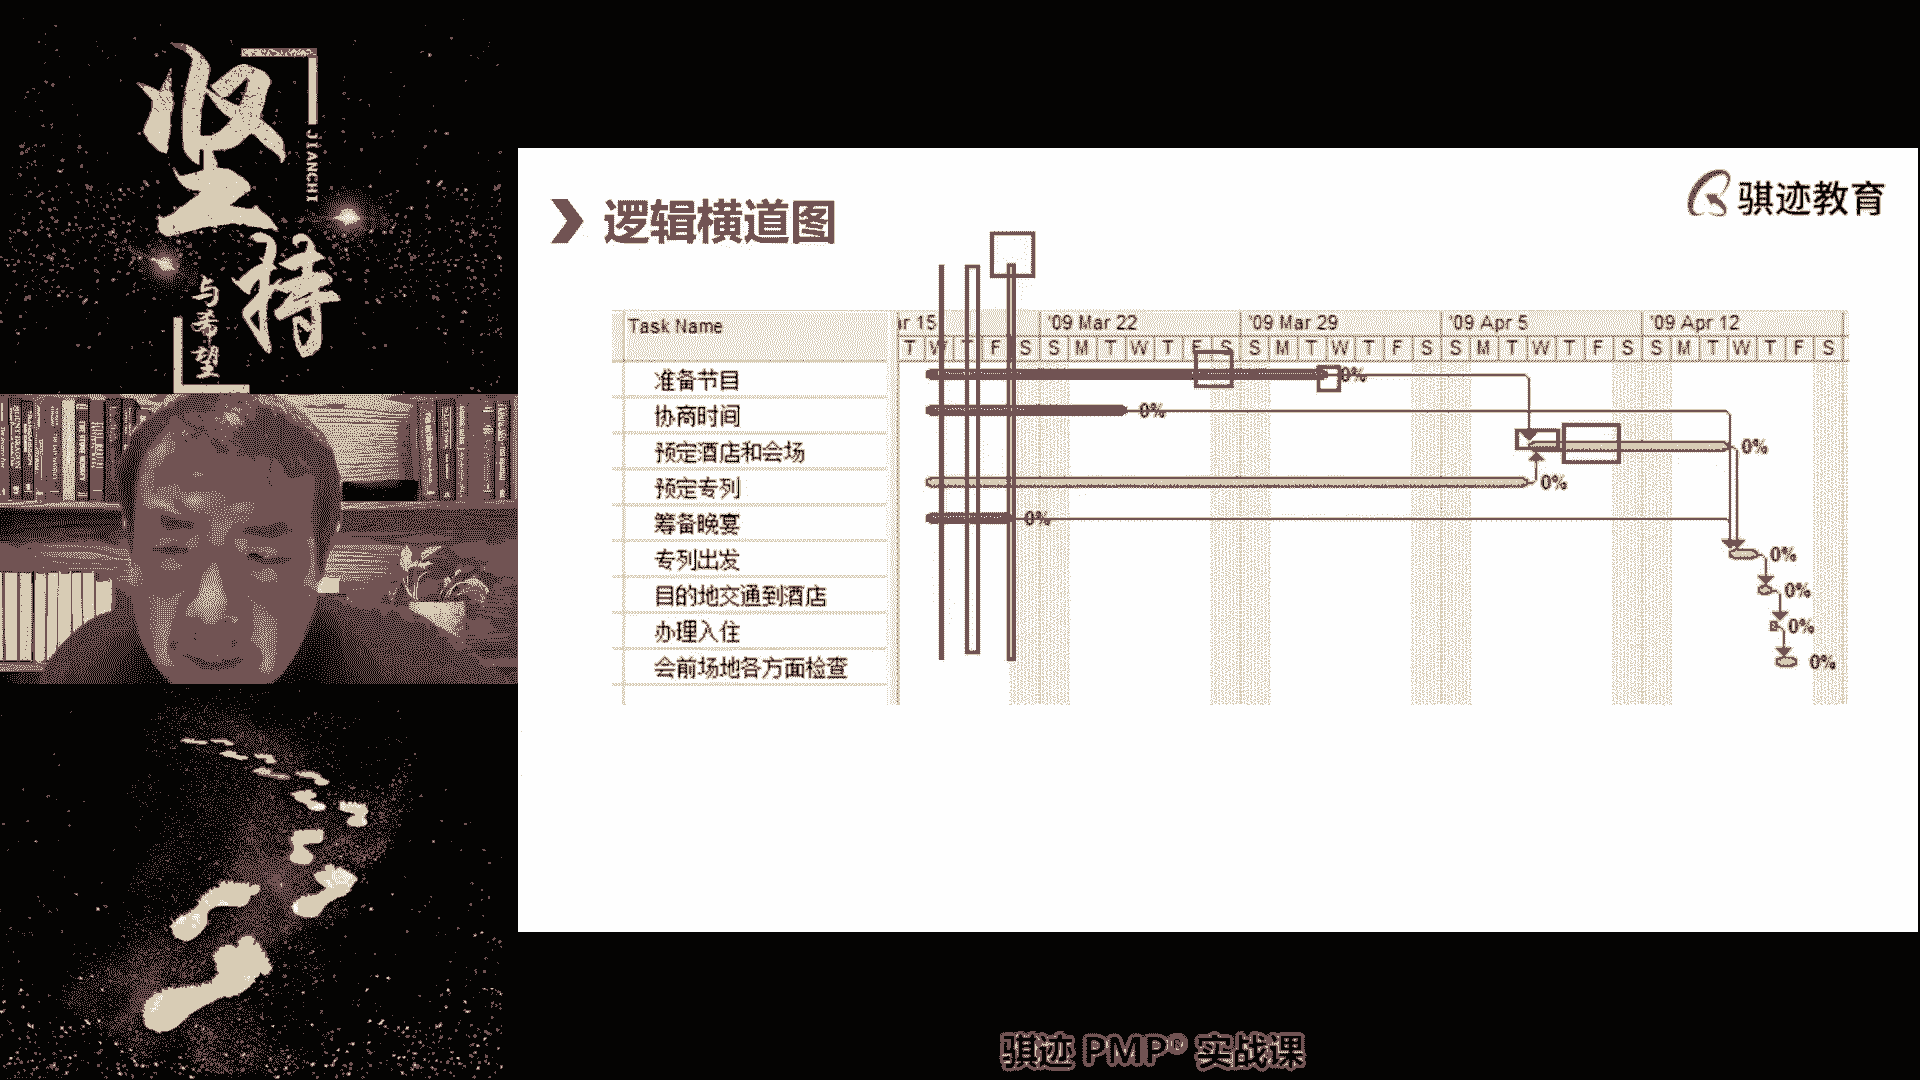 坚持
JIANCHI
与希望
逻辑横道图
骐迹教育
Task Name
ar 15
'09 Mar 22
'09 Mar 29
'09 Apr 5
'09 Apr 12
T W T F S S M T W T F S S M T W T F S S M T W T F S S M T W T F S
准备节目 0%
协商时间 0%
预定酒店和会场 0%
预定专列 0%
筹备晚宴 0%
专列出发 0%
目的地交通到酒店 0%
办理入住 0%
会前场地各方面检查 0%
骐迹 PMP® 实战课